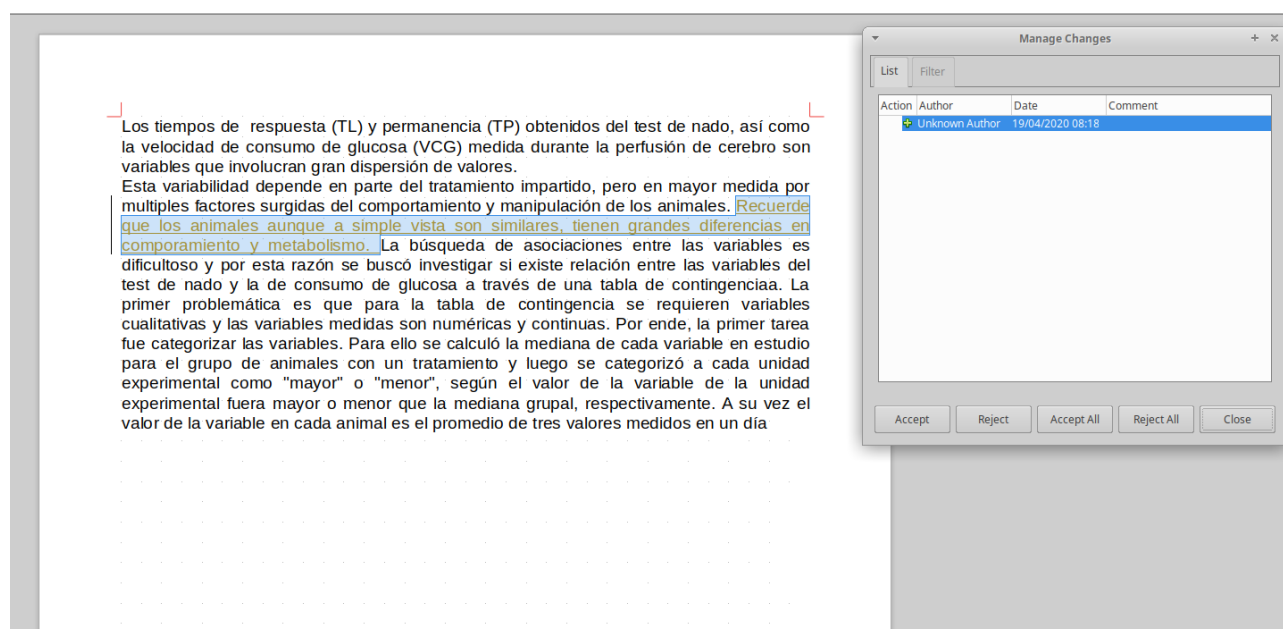 Manage Changes
List Filter
Action Author Date Comment
Unknown Author 19/04/2020 08:18
Accept Reject Accept All Reject All Close
Los tiempos de  respuesta (TL) y permanencia (TP) obtenidos del test de nado, así como
la velocidad de consumo de glucosa (VCG) medida durante la perfusión de cerebro son
variables que involucran gran dispersión de valores.
Esta variabilidad depende en parte del tratamiento impartido, pero en mayor medida por
multiples factores surgidas del comportamiento y manipulación de los animales. Recuerde
que los animales aunque a simple vista son similares, tienen grandes diferencias en
comporamiento y metabolismo. La búsqueda de asociaciones entre las variables es
dificultoso y por esta razón se buscó investigar si existe relación entre las variables del
test de nado y la de consumo de glucosa a través de una tabla de contingenciaa. La
primer problemática es que para la tabla de contingencia se requieren variables
cualitativas y las variables medidas son numéricas y continuas. Por ende, la primer tarea
fue categorizar las variables. Para ello se calculó la mediana de cada variable en estudio
para el grupo de animales con un tratamiento y luego se categorizó a cada unidad
experimental como "mayor" o "menor", según el valor de la variable de la unidad
experimental fuera mayor o menor que la mediana grupal, respectivamente. A su vez el
valor de la variable en cada animal es el promedio de tres valores medidos en un día